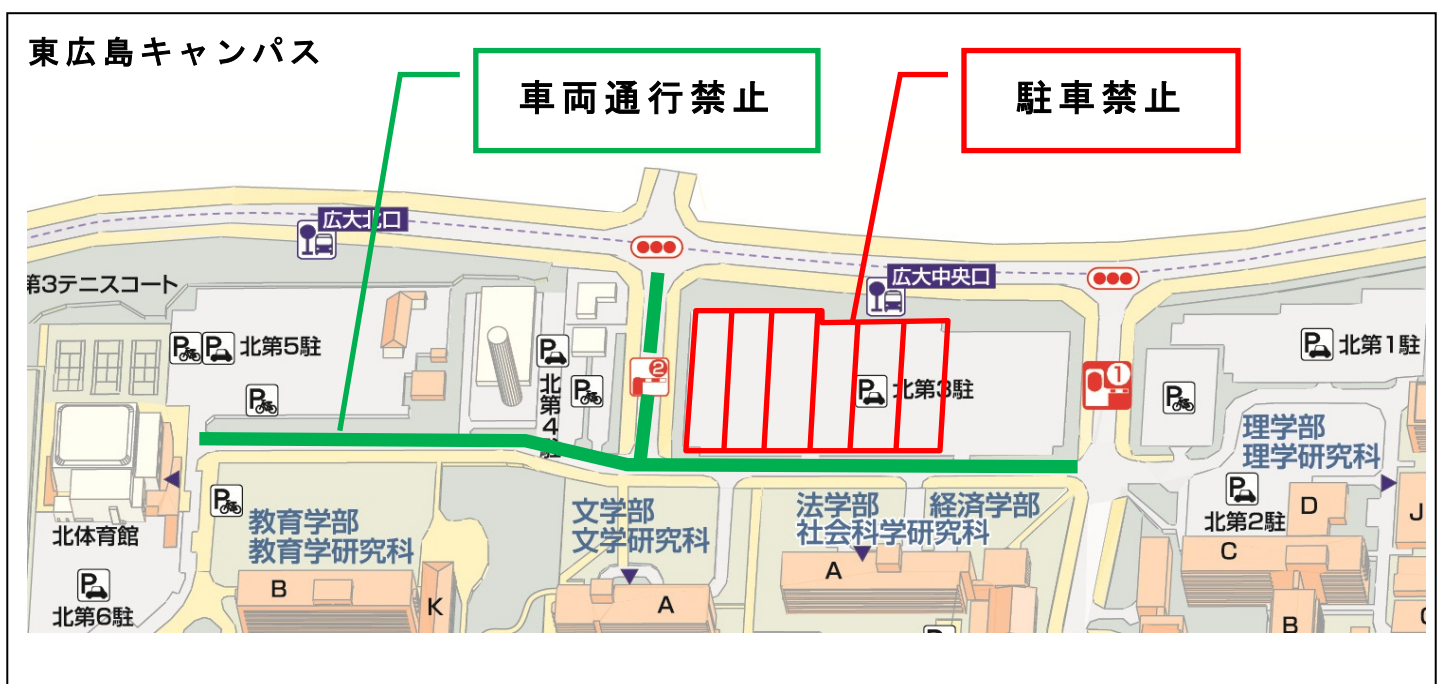 東広島キャンパス
車両通行禁止
駐車禁止
広大北口
広大中央口
第3テニスコート
P P 北第5駐
P
P
北第4駐
P
2
P 北第3駐
1
P
P 北第1駐
理学部
理学研究科
P
北第2駐
D
J
C
B
北体育館
P
北第6駐
P
教育学部
教育学研究科
B
K
文学部
文学研究科
A
法学部 経済学部
社会科学研究科
A